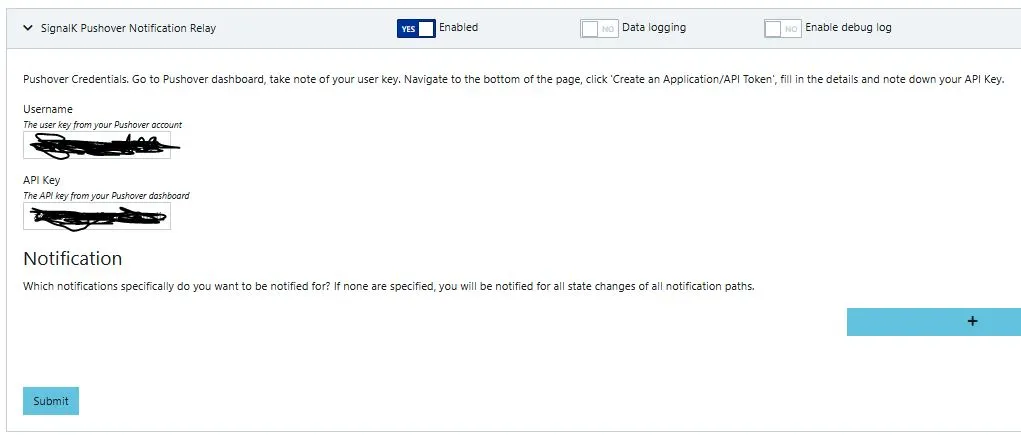 SignalK Pushover Notification Relay YES Enabled NO Data logging NO Enable debug log
Pushover Credentials. Go to Pushover dashboard, take note of your user key. Navigate to the bottom of the page, click 'Create an Application/API Token', fill in the details and note down your API Key.
Username
The user key from your Pushover account
API Key
The API key from your Pushover dashboard
Notification
Which notifications specifically do you want to be notified for? If none are specified, you will be notified for all state changes of all notification paths.
+
Submit